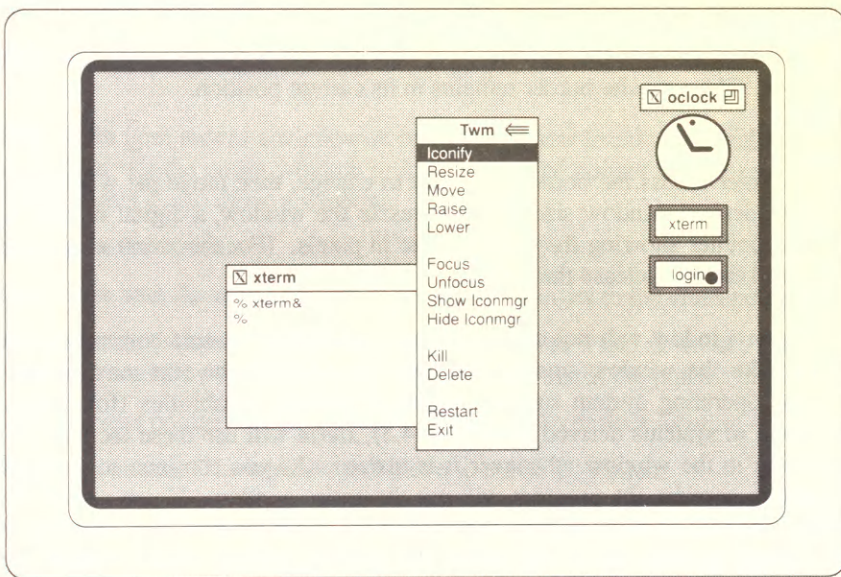 oclock
Twm
Iconify
Resize
Move
Raise
Lower
Focus
Unfocus
Show Iconmgr
Hide Iconmgr
Kill
Delete
Restart
Exit
xterm
% xterm&
%
xterm
login